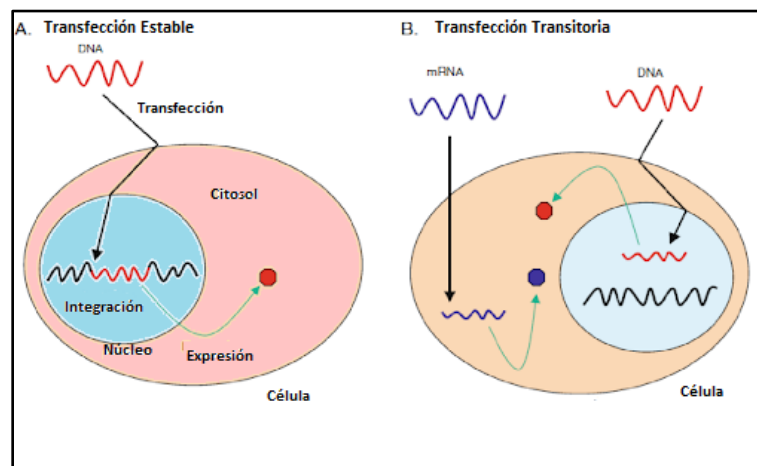 A. Transfección Estable
DNA
Transfección
Citosol
Integración
Núcleo
Expresión
Célula
B. Transfección Transitoria
mRNA
DNA
Célula